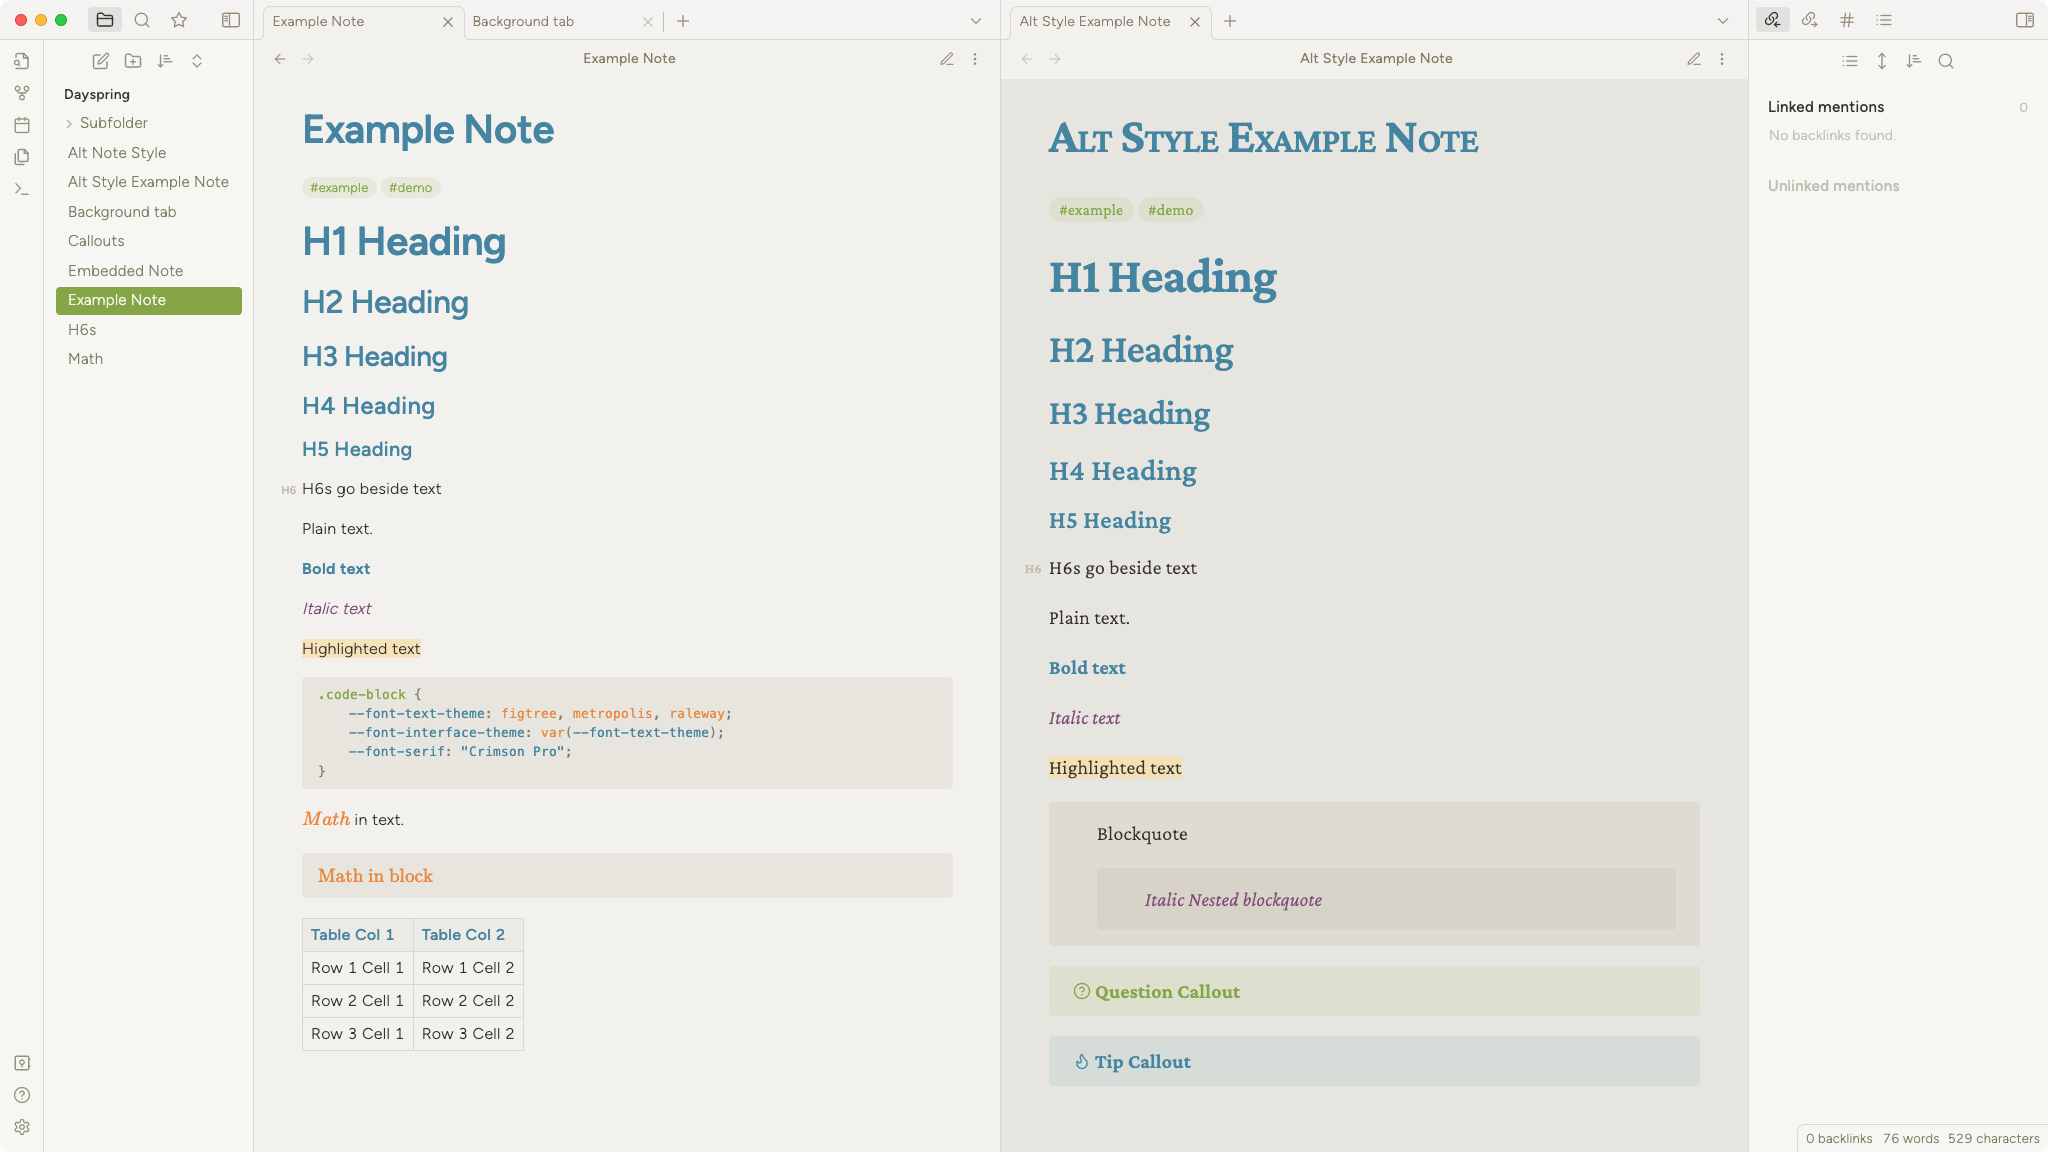 Example Note
Background tab
Alt Style Example Note
Dayspring
Subfolder
Alt Note Style
Alt Style Example Note
Background tab
Callouts
Embedded Note
Example Note
H6s
Math
Example Note
Example Note
#example #demo
H1 Heading
H2 Heading
H3 Heading
H4 Heading
H5 Heading
H6 H6s go beside text
Plain text.
Bold text
Italic text
Highlighted text
.code-block {
    --font-text-theme: figtree, metropolis, raleway;
    --font-interface-theme: var(--font-text-theme);
    --font-serif: "Crimson Pro";
}
Math in text.
Math in block
Table Col 1 Table Col 2
Row 1 Cell 1 Row 1 Cell 2
Row 2 Cell 1 Row 2 Cell 2
Row 3 Cell 1 Row 3 Cell 2
Alt Style Example Note
Alt Style Example Note
#example #demo
H1 Heading
H2 Heading
H3 Heading
H4 Heading
H5 Heading
H6 H6s go beside text
Plain text.
Bold text
Italic text
Highlighted text
Blockquote
Italic Nested blockquote
Question Callout
Tip Callout
Linked mentions 0
No backlinks found.
Unlinked mentions
0 backlinks 76 words 529 characters